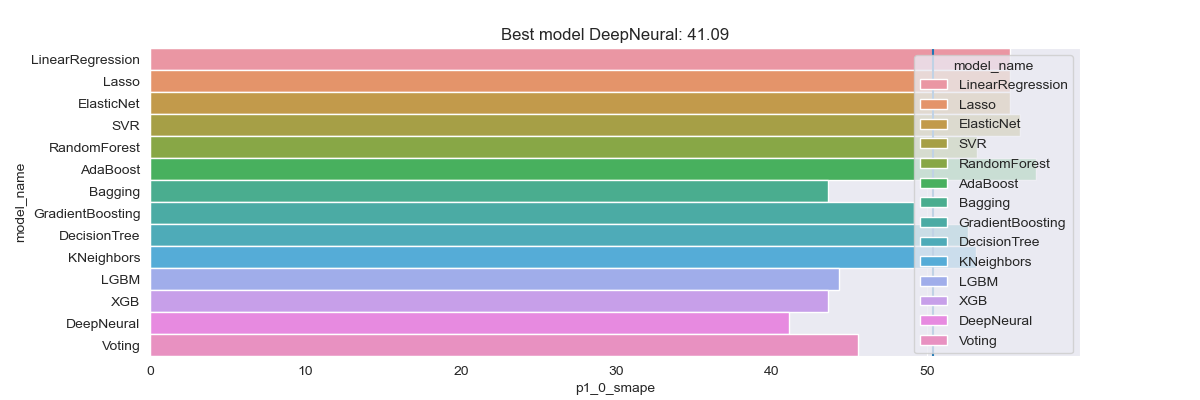 Best model DeepNeural: 41.09
model_name
LinearRegression
Lasso
ElasticNet
SVR
RandomForest
AdaBoost
Bagging
GradientBoosting
DecisionTree
KNeighbors
LGBM
XGB
DeepNeural
Voting
model_name
LinearRegression
Lasso
ElasticNet
SVR
RandomForest
AdaBoost
Bagging
GradientBoosting
DecisionTree
KNeighbors
LGBM
XGB
DeepNeural
Voting
0 10 20 30 40 50
p1_0_smape